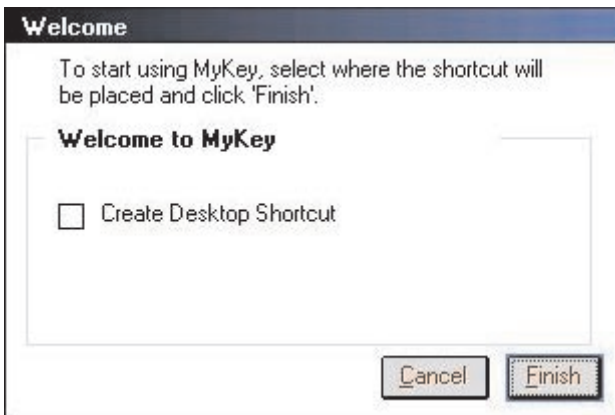 Welcome
To start using MyKey, select where the shortcut will
be placed and click 'Finish'.
Welcome to MyKey
Create Desktop Shortcut
Cancel
Finish